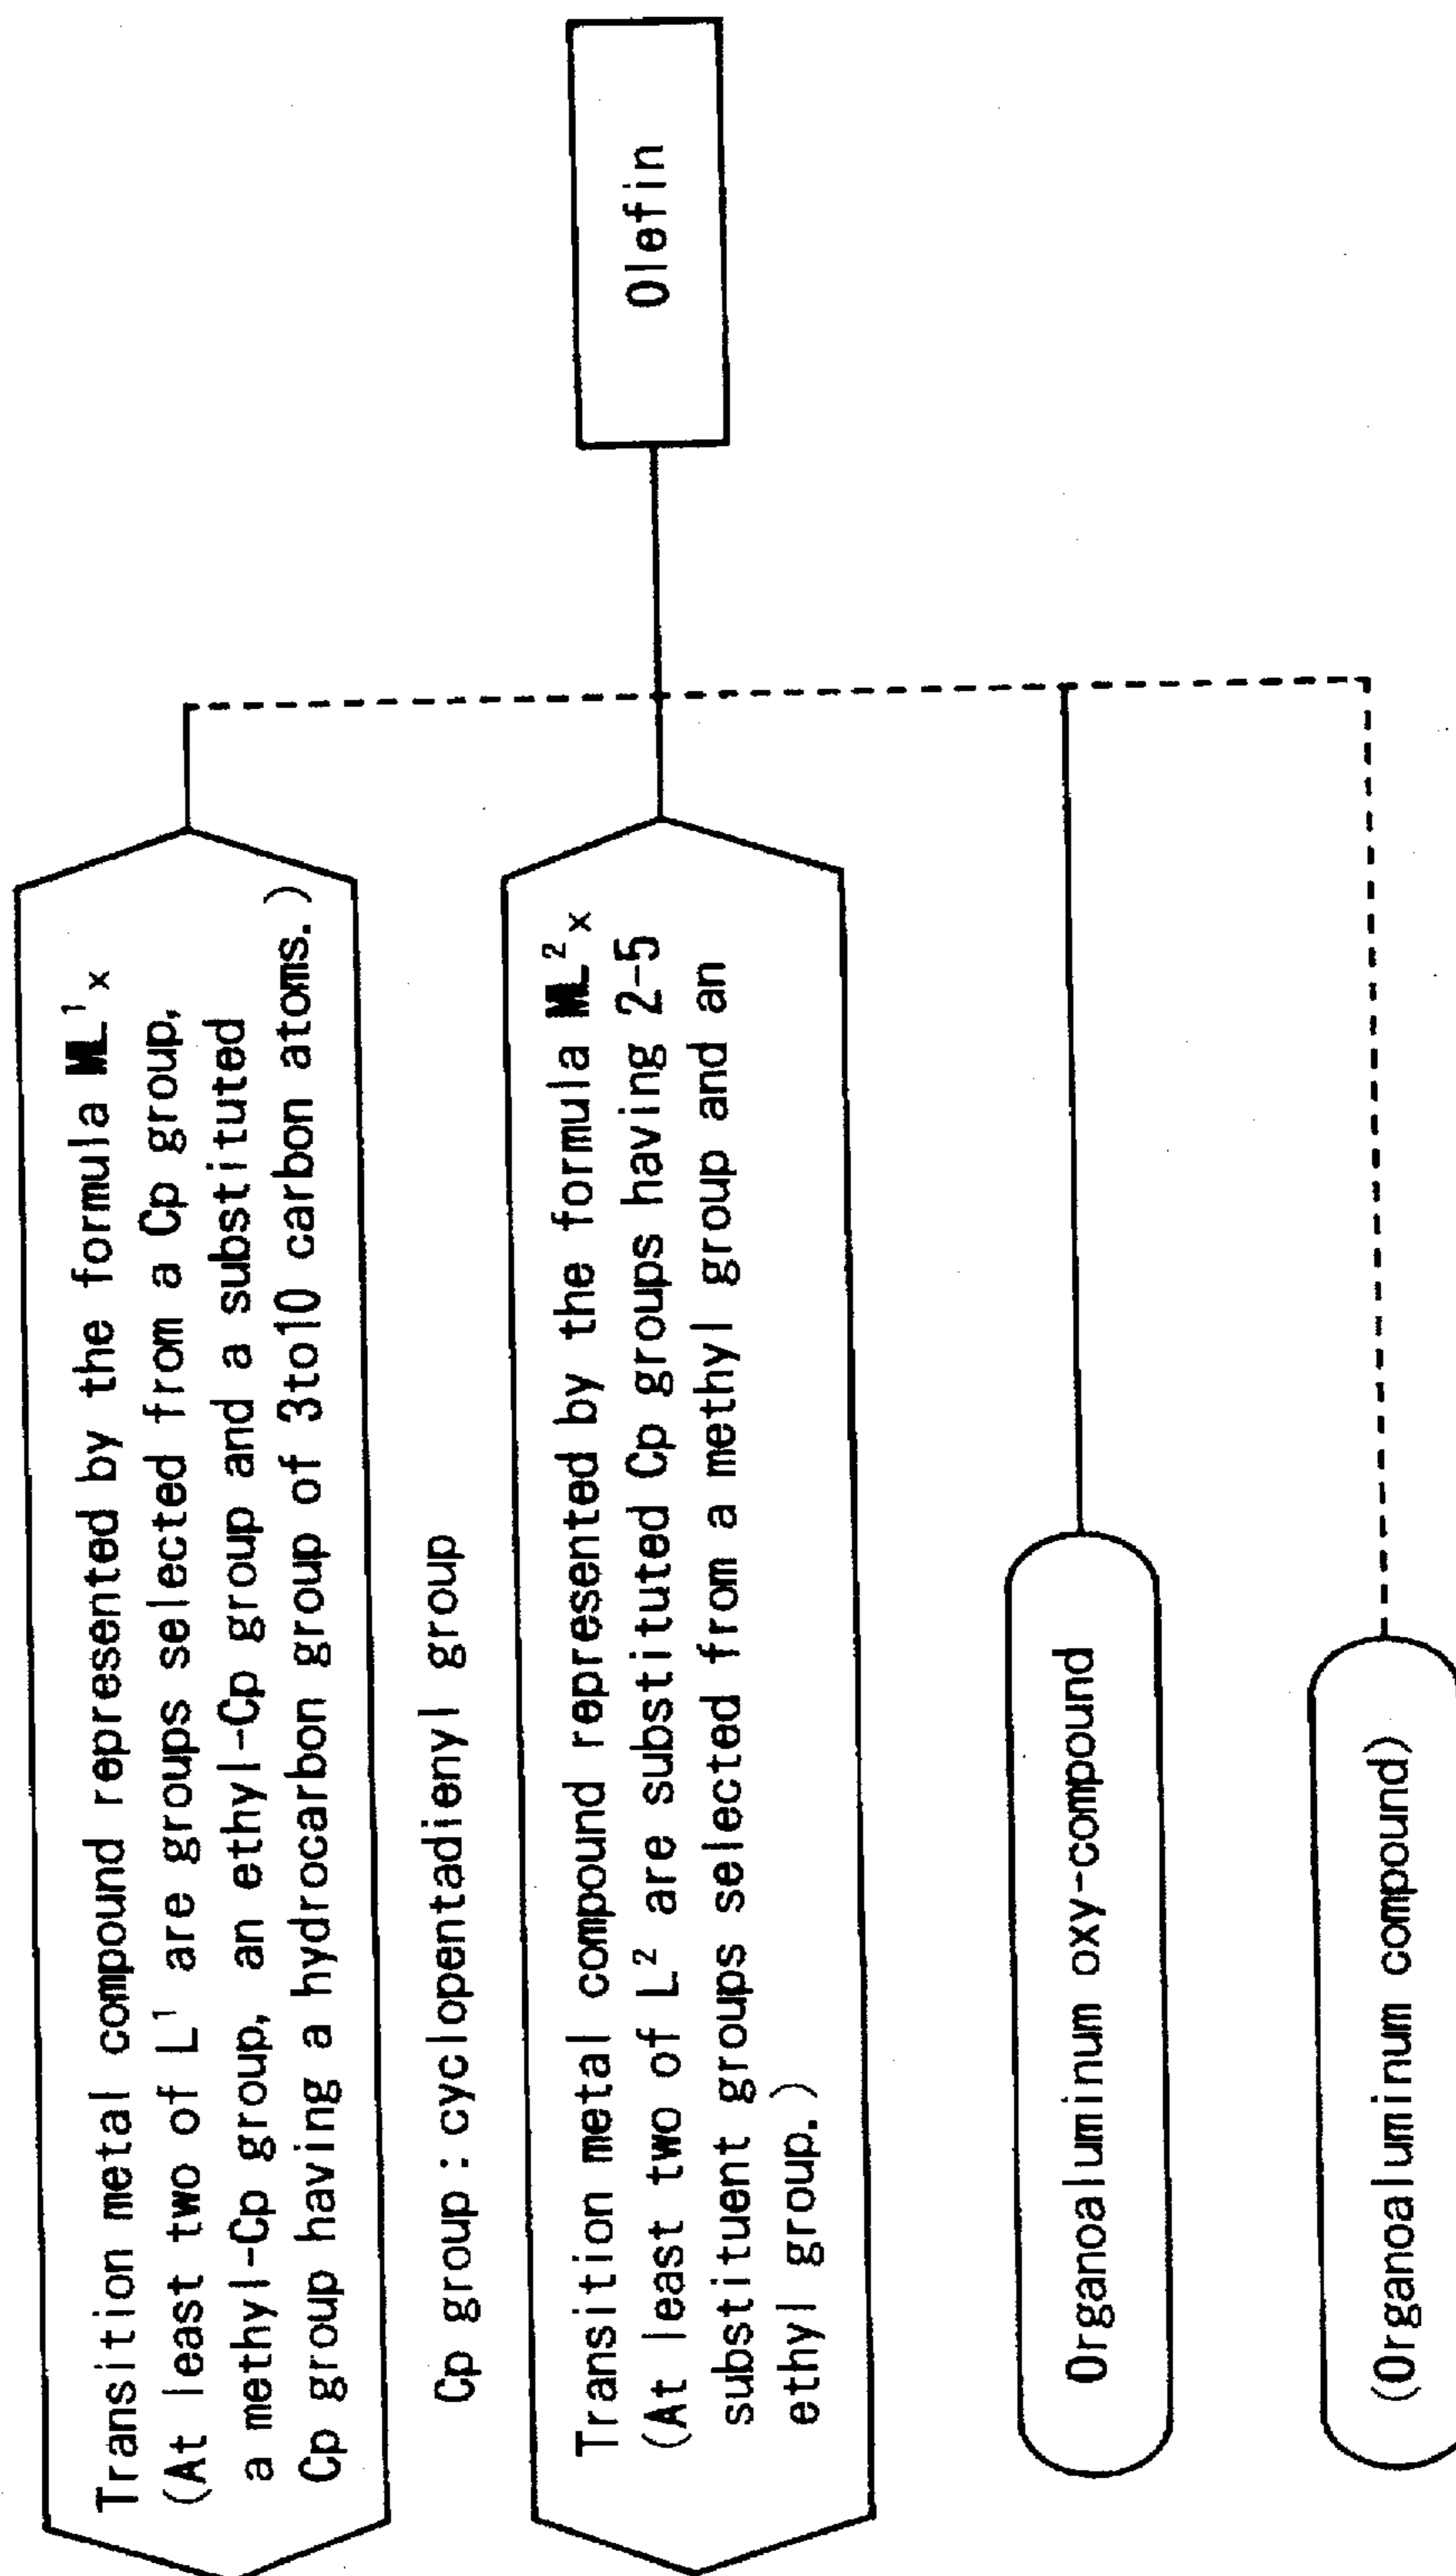 Transition metal compound represented by the formula ML¹ₓ
(At least two of L¹ are groups selected from a Cp group,
a methyl-Cp group, an ethyl-Cp group and a substituted
Cp group having a hydrocarbon group of 3to10 carbon atoms.)
Cp group : cyclopentadienyl group
Transition metal compound represented by the formula ML²ₓ
(At least two of L² are substituted Cp groups having 2-5
substituent groups selected from a methyl group and an
ethyl group.)
Organoaluminum oxy-compound
(Organoaluminum compound)
Olefin